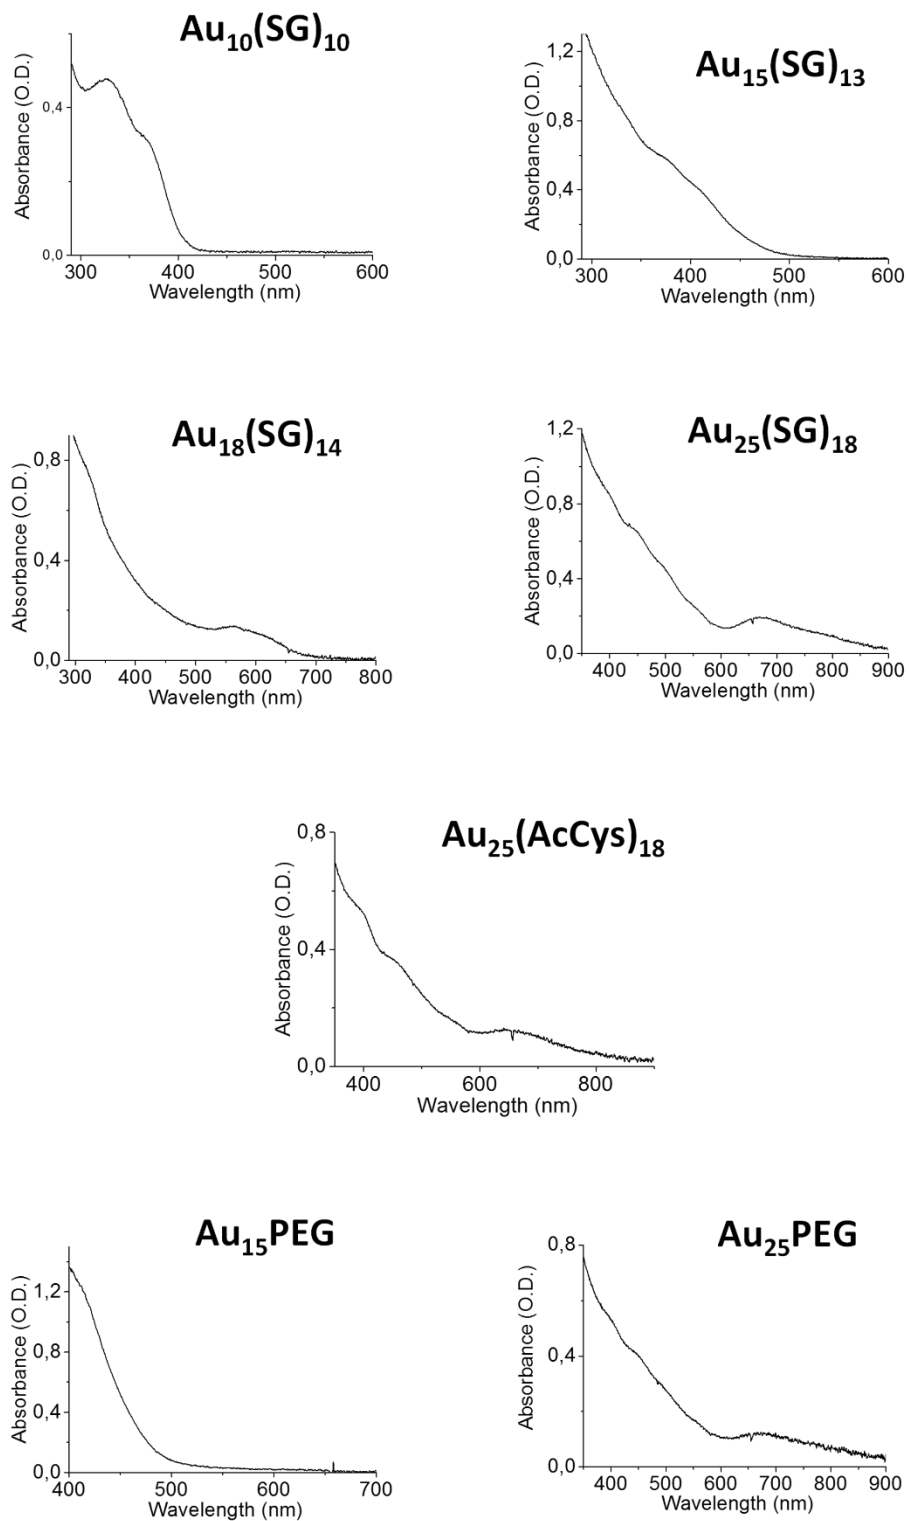 Au₁₀(SG)₁₀
Absorbance (O.D.)
0,4
0,0
300 400 500 600
Wavelength (nm)
Au₁₅(SG)₁₃
Absorbance (O.D.)
1,2
0,8
0,4
0,0
300 400 500 600
Wavelength (nm)
Au₁₈(SG)₁₄
Absorbance (O.D.)
0,8
0,4
0,0
300 400 500 600 700 800
Wavelength (nm)
Au₂₅(SG)₁₈
Absorbance (O.D.)
1,2
0,8
0,4
0,0
400 500 600 700 800 900
Wavelength (nm)
Au₂₅(AcCys)₁₈
Absorbance (O.D.)
0,8
0,4
0,0
400 600 800
Wavelength (nm)
Au₁₅PEG
Absorbance (O.D.)
1,2
0,8
0,4
0,0
400 500 600 700
Wavelength (nm)
Au₂₅PEG
Absorbance (O.D.)
0,8
0,4
0,0
400 500 600 700 800 900
Wavelength (nm)